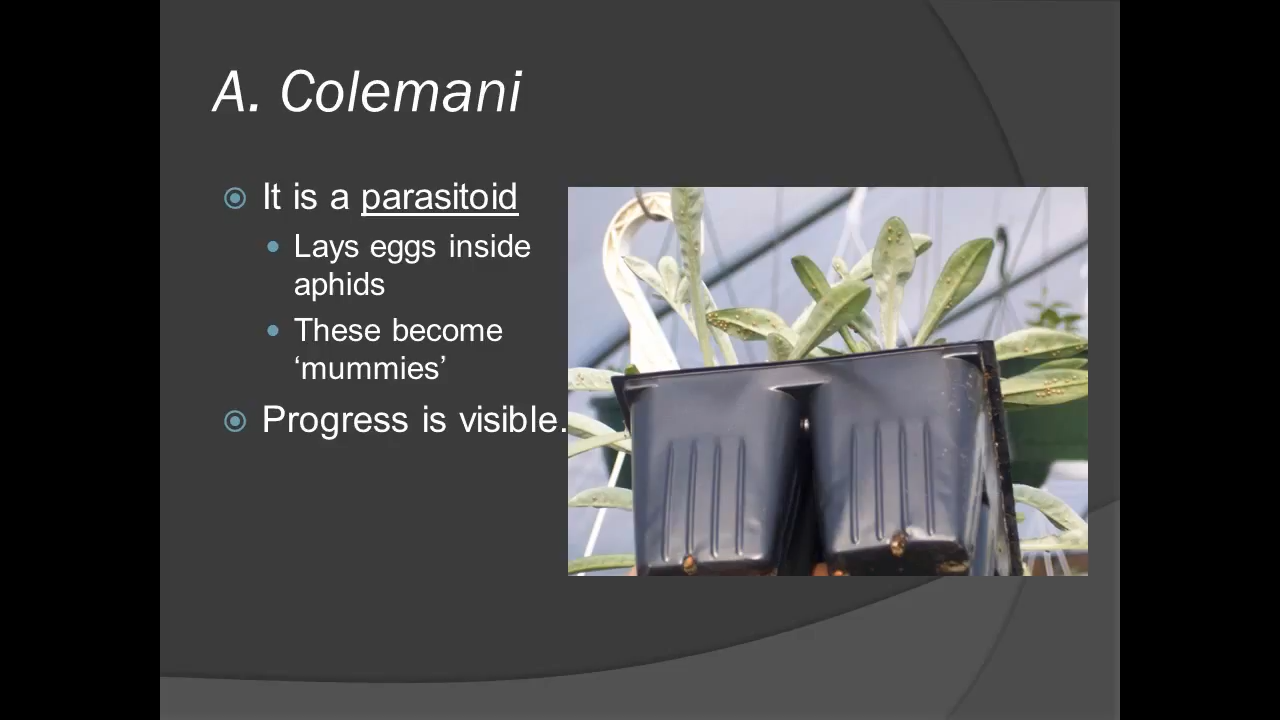 A. Colemani
It is a parasitoid
Lays eggs inside
aphids
These become
‘mummies’
Progress is visible.